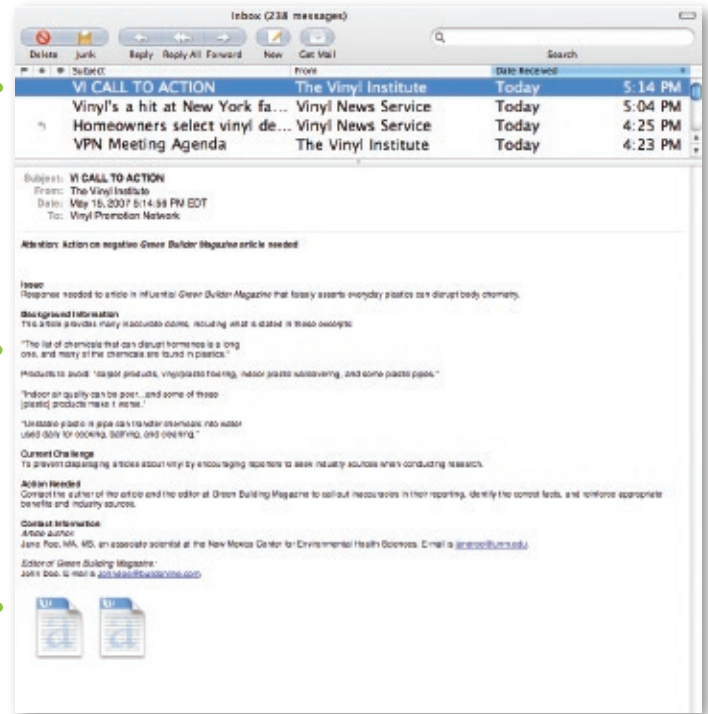 Inbox (238 messages)
Delete Junk Reply Reply All Forward New Get Mail Search
Subject From Date Received
VI CALL TO ACTION The Vinyl Institute Today 5:14 PM
Vinyl's a hit at New York fa... Vinyl News Service Today 5:04 PM
Homeowners select vinyl de... Vinyl News Service Today 4:25 PM
VPN Meeting Agenda The Vinyl Institute Today 4:23 PM
Subject: VI CALL TO ACTION
From: The Vinyl Institute
Date: May 15, 2007 5:14:56 PM EDT
To: Vinyl Promotion Network
Attention: Action on negative Green Builder Magazine article needed
Issue
Response needed to article in influential Green Builder Magazine that falsely asserts everyday plastics can disrupt body chemistry.
Background Information
This article provides many inaccurate claims, including what is stated in these excerpts:
"The list of chemicals that can disrupt hormones is a long
one, and many of the chemicals are found in plastics."
Products to avoid: "carpet products, vinyl/plastic flooring, indoor plastic wallcovering, and some plastic pipes."
"Indoor air quality can be poor...and some of these
[plastic] products make it worse."
"Unstable plastic in pipe can transfer chemicals into water
used daily for cooking, bathing, and cleaning."
Current Challenge
To prevent disparaging articles about vinyl by encouraging reporters to seek industry sources when conducting research.
Action Needed
Contact the author of the article and the editor at Green Building Magazine to call out inaccuracies in their reporting, identify the correct facts, and reinforce appropriate
benefits and industry sources.
Contact Information
Article Author:
Jane Roe, MA, MS, an associate scientist at the New Mexico Center for Environmental Health Sciences. E-mail is janeroe@unm.edu.
Editor of Green Building Magazine:
John Doe. E-mail is